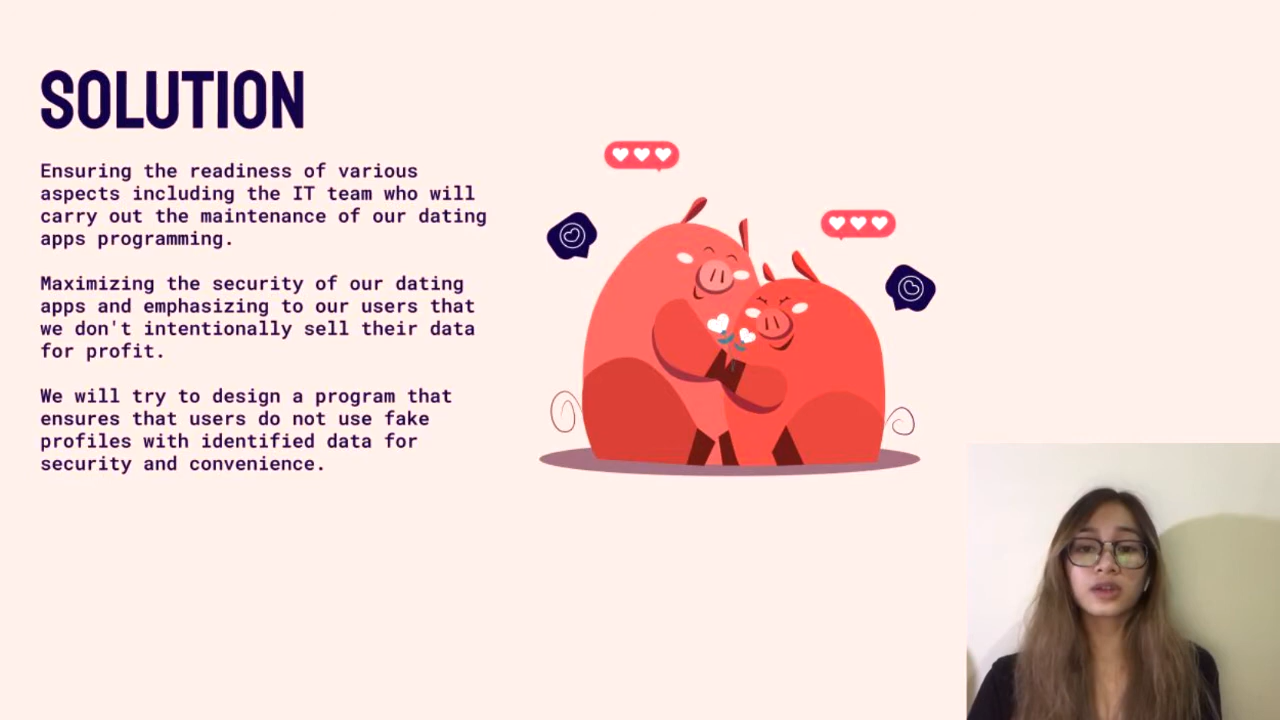 SOLUTION
Ensuring the readiness of various
aspects including the IT team who will
carry out the maintenance of our dating
apps programming.
Maximizing the security of our dating
apps and emphasizing to our users that
we don't intentionally sell their data
for profit.
We will try to design a program that
ensures that users do not use fake
profiles with identified data for
security and convenience.